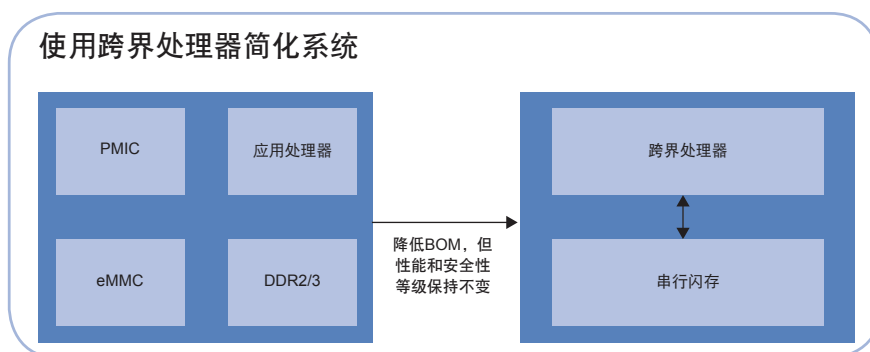 使用跨界处理器简化系统
PMIC
应用处理器
eMMC
DDR2/3
降低BOM，但
性能和安全性
等级保持不变
跨界处理器
串行闪存